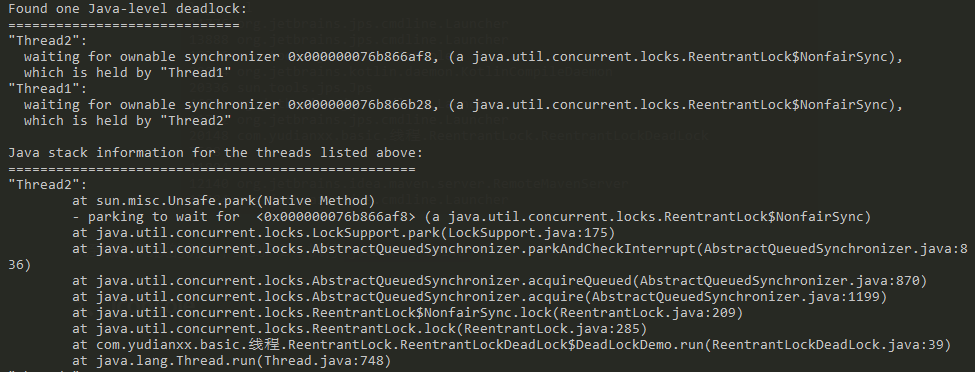 Found one Java-level deadlock:
=============================
"Thread2":
  waiting for ownable synchronizer 0x000000076b866af8, (a java.util.concurrent.locks.ReentrantLock$NonfairSync),
  which is held by "Thread1"
"Thread1":
  waiting for ownable synchronizer 0x000000076b866b28, (a java.util.concurrent.locks.ReentrantLock$NonfairSync),
  which is held by "Thread2"

Java stack information for the threads listed above:
===================================================
"Thread2":
        at sun.misc.Unsafe.park(Native Method)
        - parking to wait for  <0x000000076b866af8> (a java.util.concurrent.locks.ReentrantLock$NonfairSync)
        at java.util.concurrent.locks.LockSupport.park(LockSupport.java:175)
        at java.util.concurrent.locks.AbstractQueuedSynchronizer.parkAndCheckInterrupt(AbstractQueuedSynchronizer.java:8
36)
        at java.util.concurrent.locks.AbstractQueuedSynchronizer.acquireQueued(AbstractQueuedSynchronizer.java:870)
        at java.util.concurrent.locks.AbstractQueuedSynchronizer.acquire(AbstractQueuedSynchronizer.java:1199)
        at java.util.concurrent.locks.ReentrantLock$NonfairSync.lock(ReentrantLock.java:209)
        at java.util.concurrent.locks.ReentrantLock.lock(ReentrantLock.java:285)
        at com.yudianxx.basic.线程.ReentrantLock.ReentrantLockDeadLock$DeadLockDemo.run(ReentrantLockDeadLock.java:39)
        at java.lang.Thread.run(Thread.java:748)